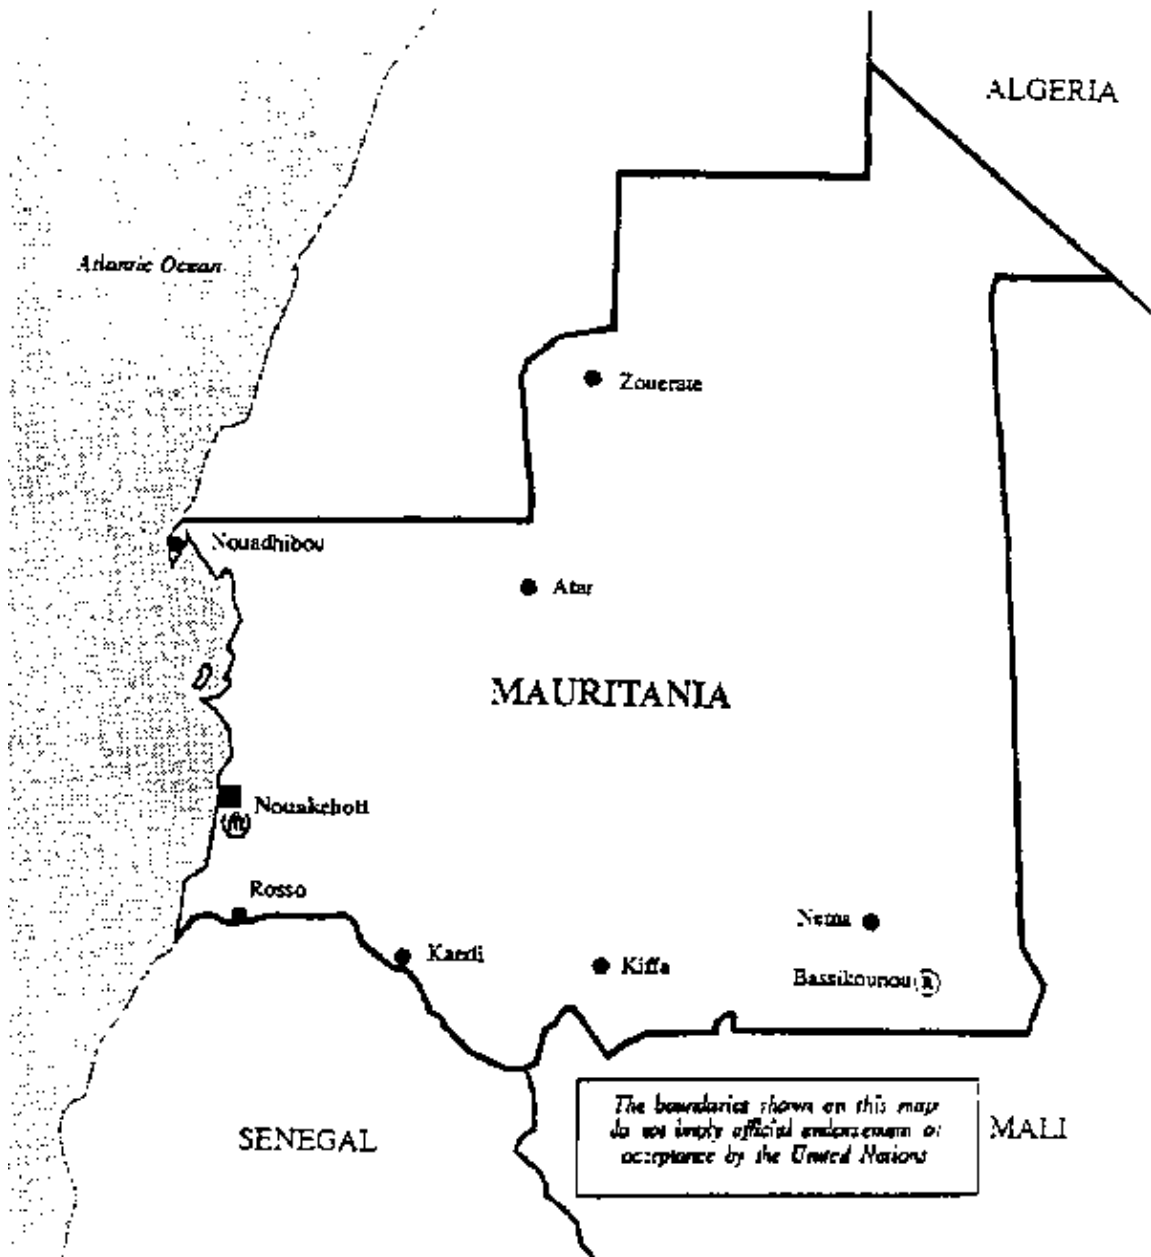 ALGERIA
Atlantic Ocean
Zouerate
Nouadhibou
Atar
MAURITANIA
Nouakchott
Rosso
Nema
Kaedi
Kiffa
Bassikounou R
SENEGAL
MALI
The boundaries shown on this map
do not imply official endorsement or
acceptance by the United Nations